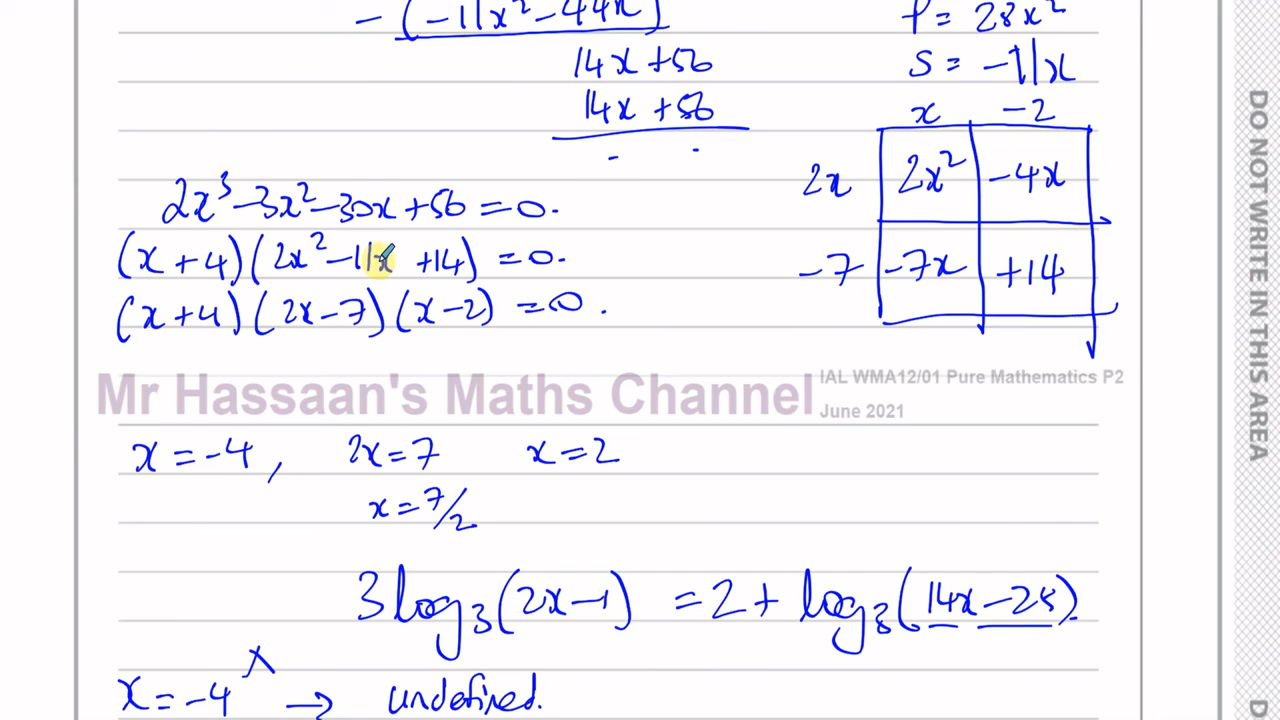 - (-11x² - 44x)
14x + 56
14x + 56
P = 28x²
S = -11x
x -2
2x 2x² -4x
-7 -7x +14
2x³ - 3x² - 30x + 56 = 0.
(x + 4)(2x² - 11x + 14) = 0.
(x + 4)(2x - 7)(x - 2) = 0.
Mr Hassaan's Maths Channel
IAL WMA12/01 Pure Mathematics P2
June 2021
x = -4, 2x = 7 x = 2
x = 7/2
3log₃(2x - 1) = 2 + log₃(14x - 28)
x = -4 → undefined.
DO NOT WRITE IN THIS AREA